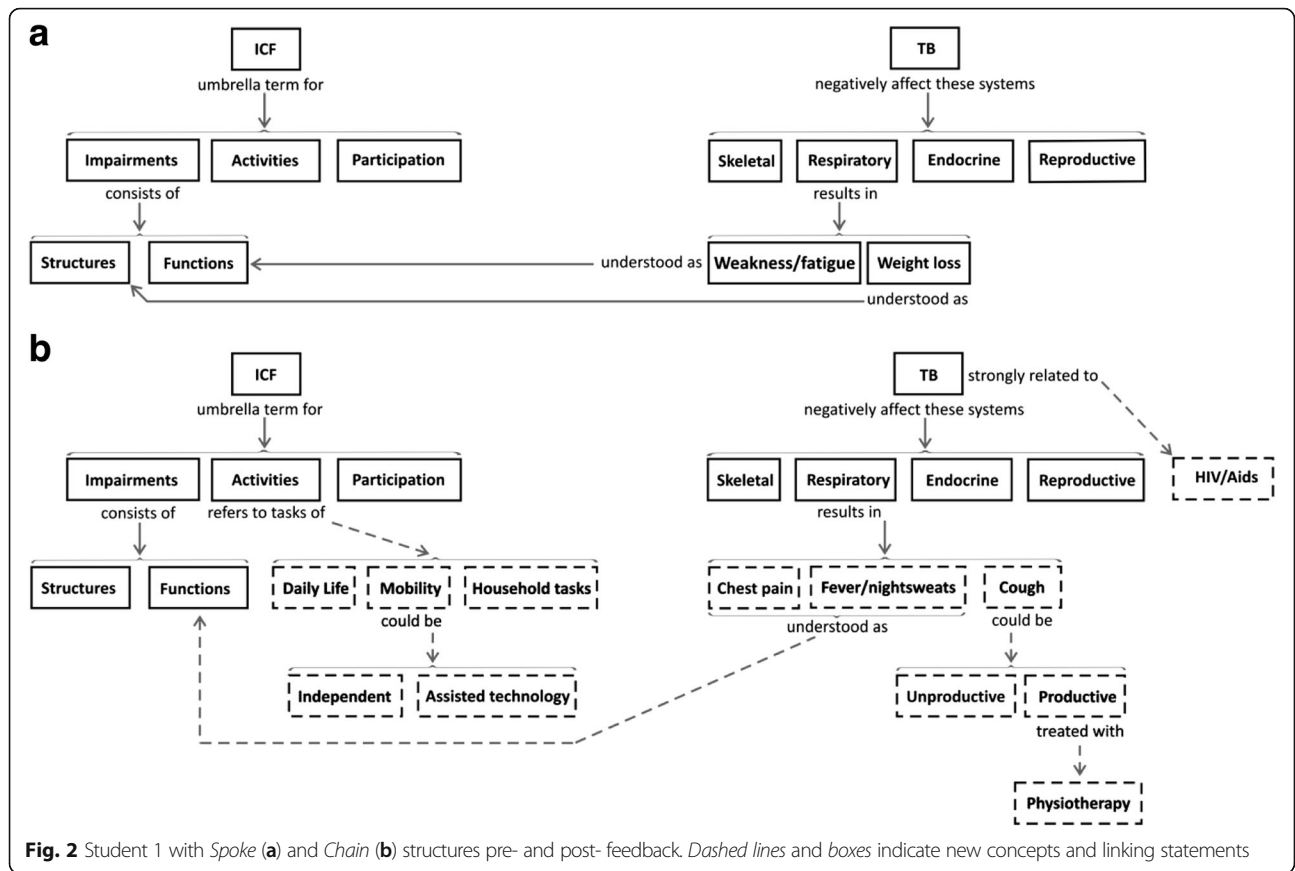 a
ICF
TB
umbrella term for
negatively affect these systems
Impairments
Activities
Participation
Skeletal
Respiratory
Endocrine
Reproductive
consists of
results in
Structures
Functions
understood as
Weakness/fatigue
Weight loss
understood as
b
ICF
TB
strongly related to
umbrella term for
negatively affect these systems
Impairments
Activities
Participation
Skeletal
Respiratory
Endocrine
Reproductive
HIV/Aids
consists of
refers to tasks of
results in
Structures
Functions
Daily Life
Mobility
Household tasks
Chest pain
Fever/nightsweats
Cough
could be
understood as
could be
Independent
Assisted technology
Unproductive
Productive
treated with
Physiotherapy
Fig. 2 Student 1 with Spoke (a) and Chain (b) structures pre- and post- feedback. Dashed lines and boxes indicate new concepts and linking statements